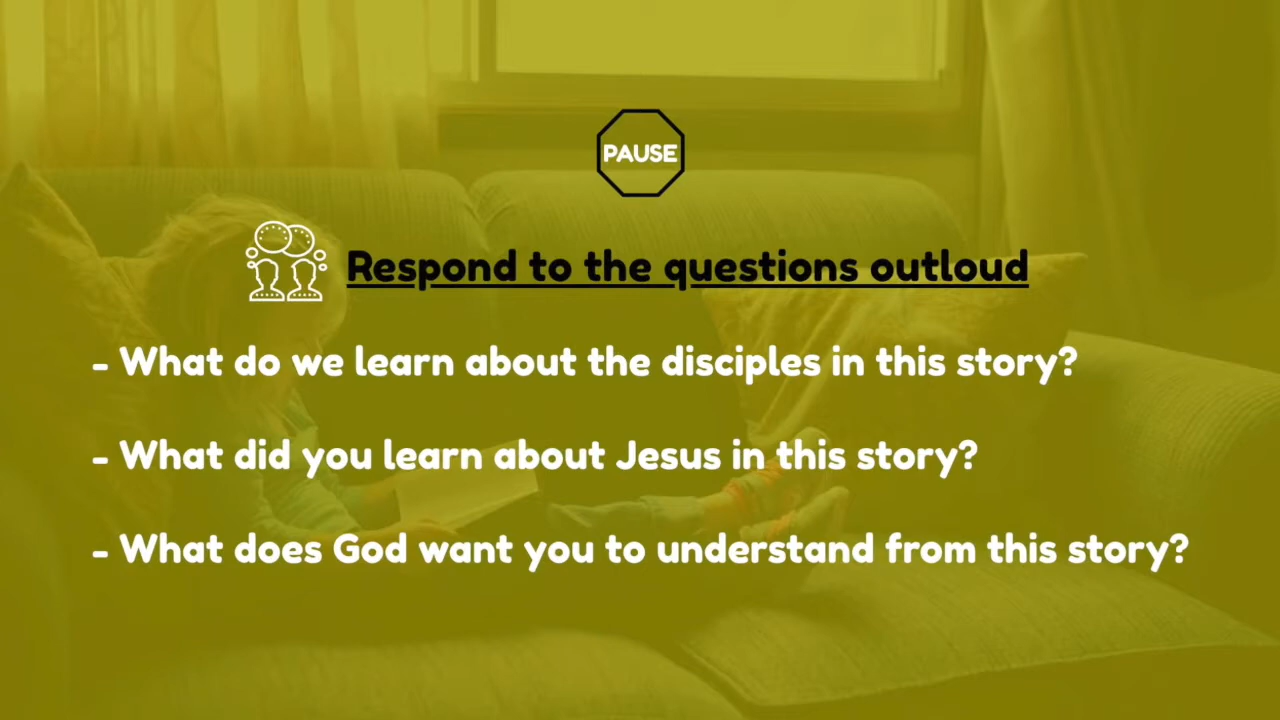 PAUSE
Respond to the questions outloud
- What do we learn about the disciples in this story?
- What did you learn about Jesus in this story?
- What does God want you to understand from this story?